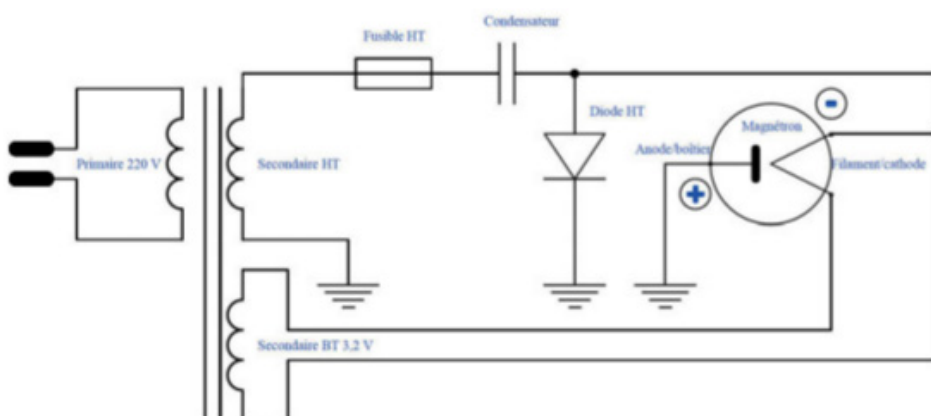 Condensateur
Fusible HT
Diode HT
Magnétron
-
Anode/boîtier
Primaire 220 V
Secondaire HT
Filament/cathode
+
Secondaire BT 3,2 V